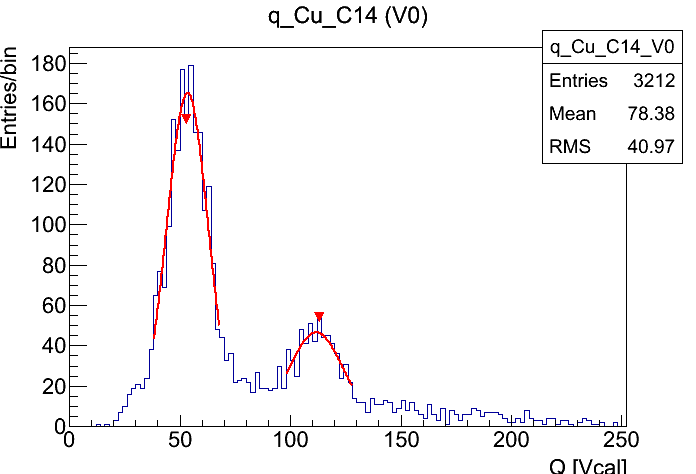 q_Cu_C14 (V0)
q_Cu_C14_V0
Entries 3212
Mean 78.38
RMS 40.97
Entries/bin
180
160
140
120
100
80
60
40
20
0
0 50 100 150 200 250
Q [Vcal]